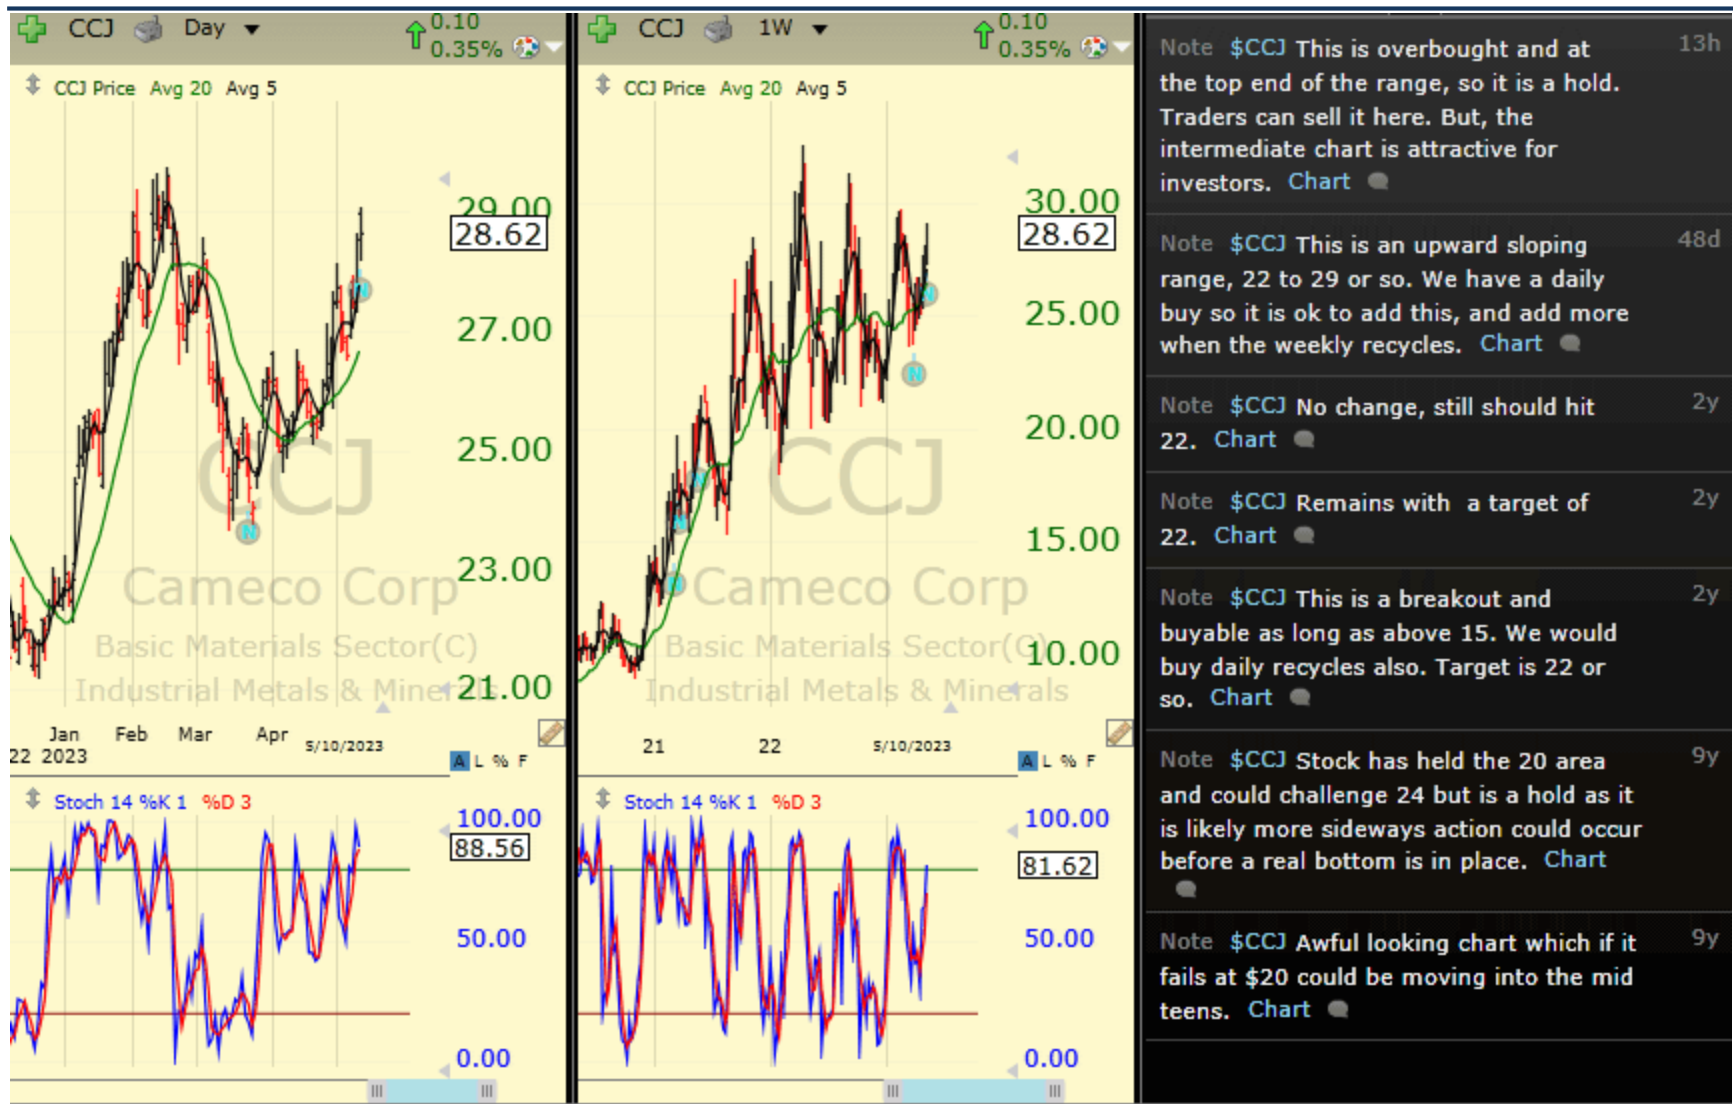 CCJ Day
0.10
0.35%
CCJ Price Avg 20 Avg 5
29.00
28.62
27.00
25.00
23.00
21.00
CCJ
Cameco Corp
Basic Materials Sector(C)
Industrial Metals & Minerals
N
N
Jan Feb Mar Apr 5/10/2023
22 2023
A L % F
Stoch 14 %K 1 %D 3
100.00
88.56
50.00
0.00
CCJ 1W
0.10
0.35%
CCJ Price Avg 20 Avg 5
30.00
28.62
25.00
20.00
15.00
10.00
CCJ
Cameco Corp
Basic Materials Sector(C)
Industrial Metals & Minerals
N
N
N
N
N
21 22 5/10/2023
A L % F
Stoch 14 %K 1 %D 3
100.00
81.62
50.00
0.00
Note $CCJ This is overbought and at 13h
the top end of the range, so it is a hold.
Traders can sell it here. But, the
intermediate chart is attractive for
investors. Chart
Note $CCJ This is an upward sloping 48d
range, 22 to 29 or so. We have a daily
buy so it is ok to add this, and add more
when the weekly recycles. Chart
Note $CCJ No change, still should hit 2y
22. Chart
Note $CCJ Remains with a target of 2y
22. Chart
Note $CCJ This is a breakout and 2y
buyable as long as above 15. We would
buy daily recycles also. Target is 22 or
so. Chart
Note $CCJ Stock has held the 20 area 9y
and could challenge 24 but is a hold as it
is likely more sideways action could occur
before a real bottom is in place. Chart
Note $CCJ Awful looking chart which if it 9y
fails at $20 could be moving into the mid
teens. Chart